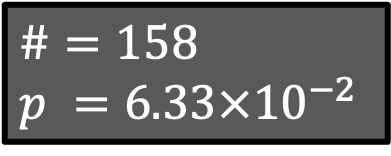 # = 158
p = 6.33×10⁻²